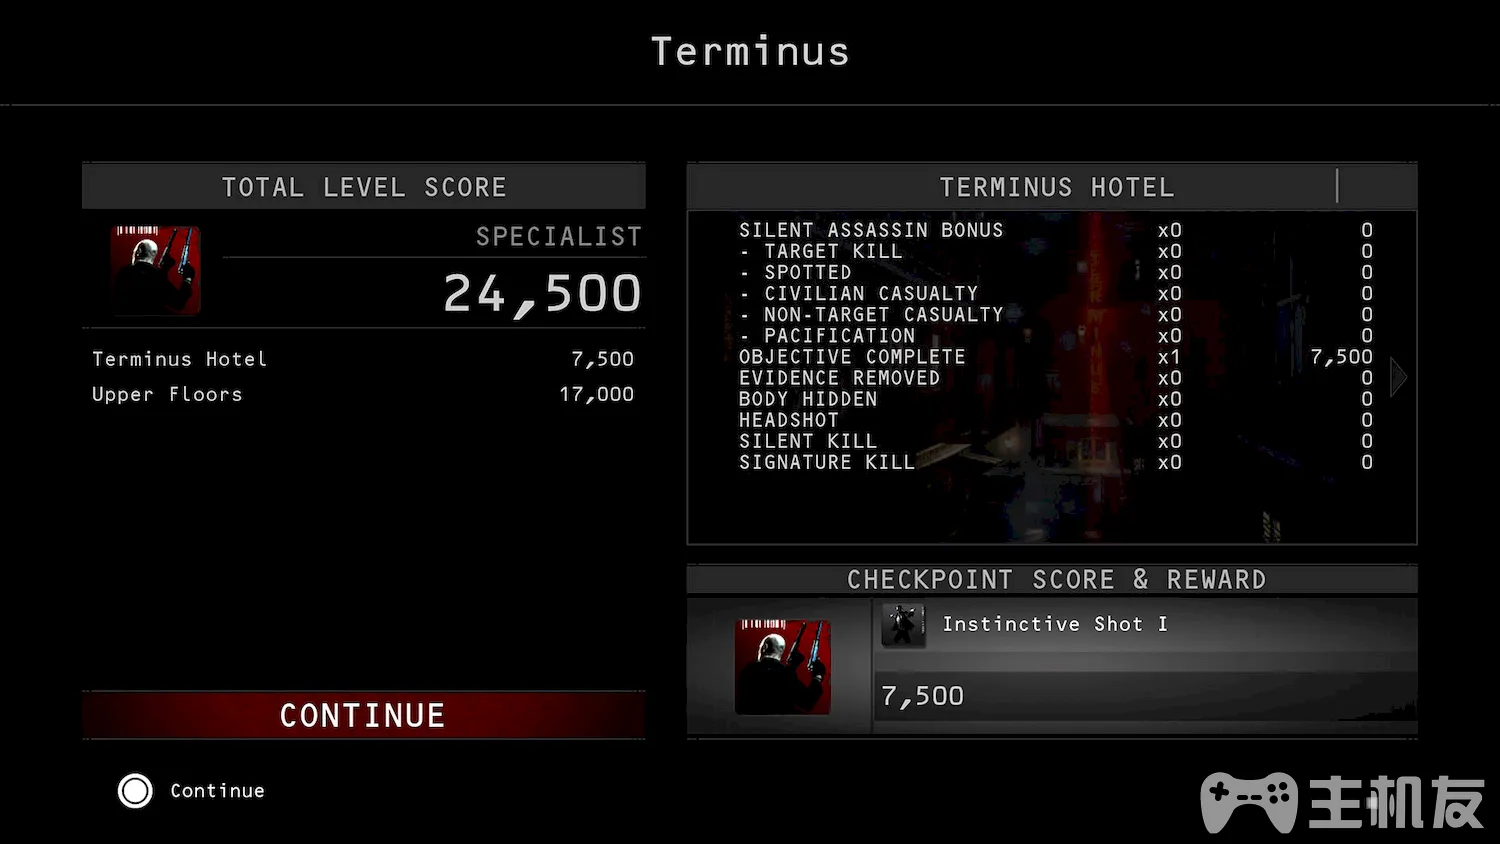 Terminus
TOTAL LEVEL SCORE
SPECIALIST
24,500
Terminus Hotel 7,500
Upper Floors 17,000
TERMINUS HOTEL
SILENT ASSASSIN BONUS x0 0
- TARGET KILL x0 0
- SPOTTED x0 0
- CIVILIAN CASUALTY x0 0
- NON-TARGET CASUALTY x0 0
- PACIFICATION x0 0
OBJECTIVE COMPLETE x1 7,500
EVIDENCE REMOVED x0 0
BODY HIDDEN x0 0
HEADSHOT x0 0
SILENT KILL x0 0
SIGNATURE KILL x0 0
TERMINUS
CHECKPOINT SCORE & REWARD
Instinctive Shot I
7,500
CONTINUE
Continue
主机友